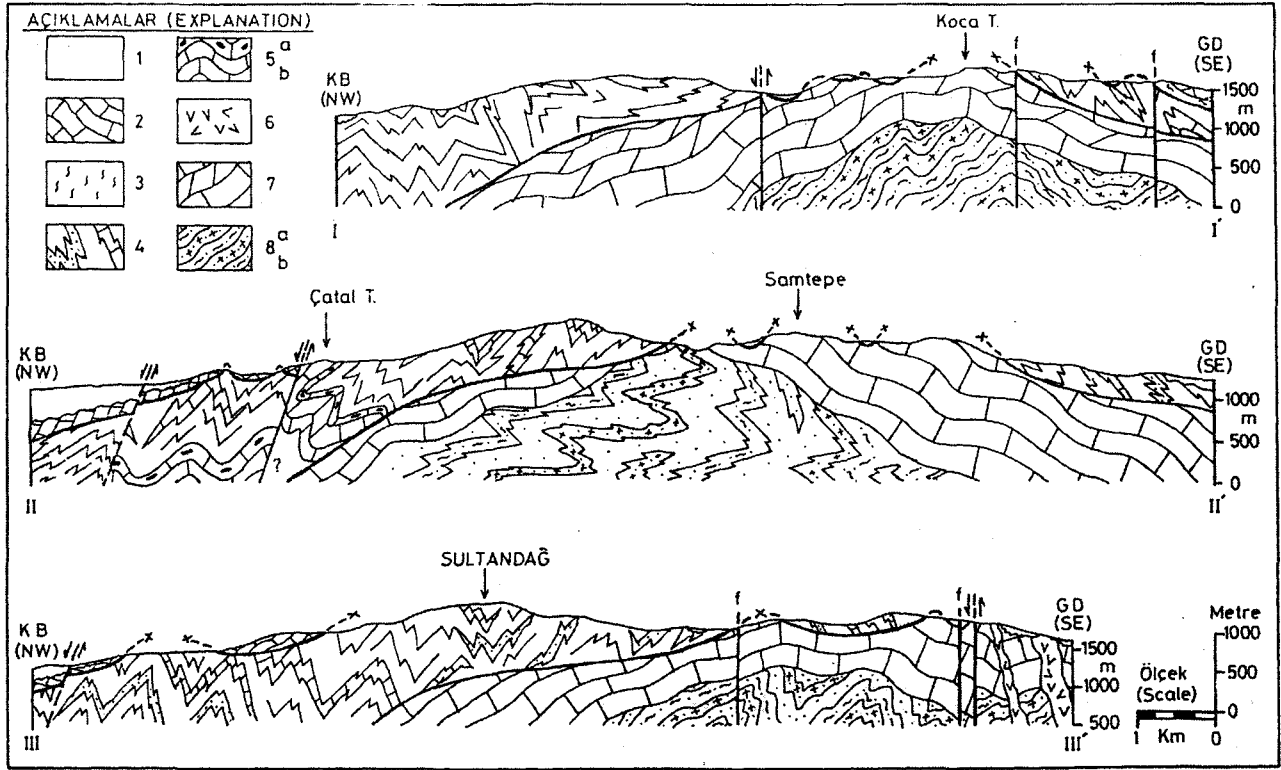 AÇIKLAMALAR (EXPLANATION)
1
5 a
b
2
6
3
7
4
8 a
b
Koca T.
KB
(NW)
f
f
GD
(SE)
1500
m
1000
500
0
I
I′
Çatal T.
Samtepe
KB
(NW)
GD
(SE)
1000
m
500
0
?
II
II′
SULTANDAĞ
KB
(NW)
f
f
GD
(SE)
1500
m
1000
500
III
III′
Metre
1000
500
0
Ölçek
(Scale)
1 Km 0